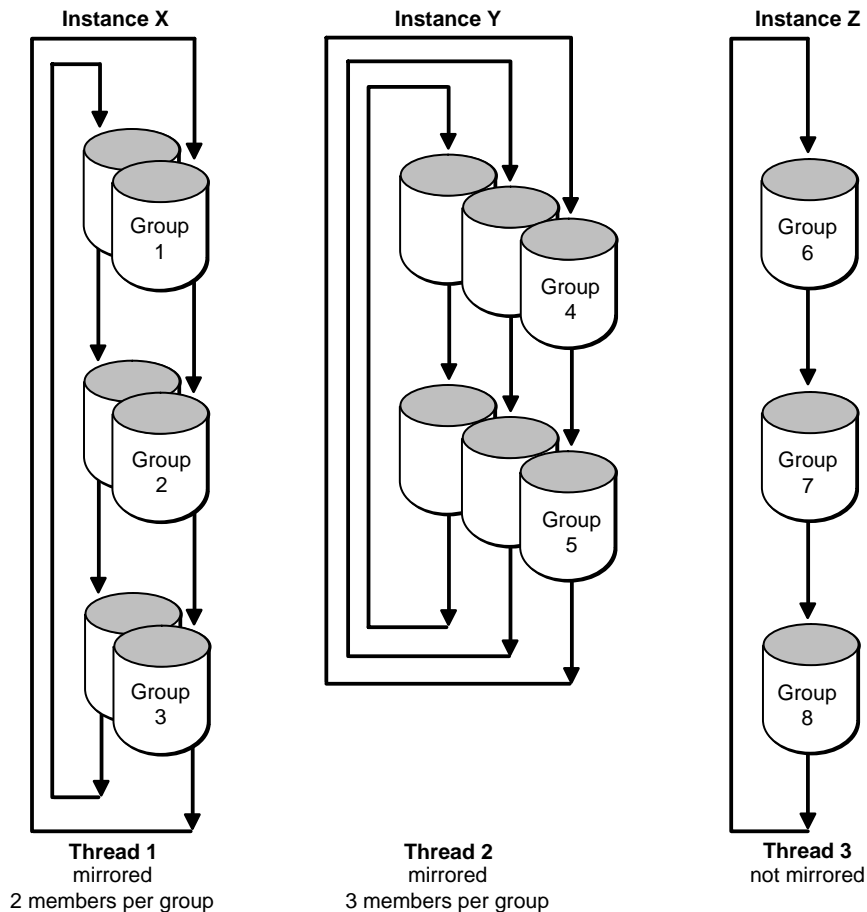 Instance X
Group
1
Group
2
Group
3
Thread 1
mirrored
2 members per group
Instance Y
Group
4
Group
5
Thread 2
mirrored
3 members per group
Instance Z
Group
6
Group
7
Group
8
Thread 3
not mirrored